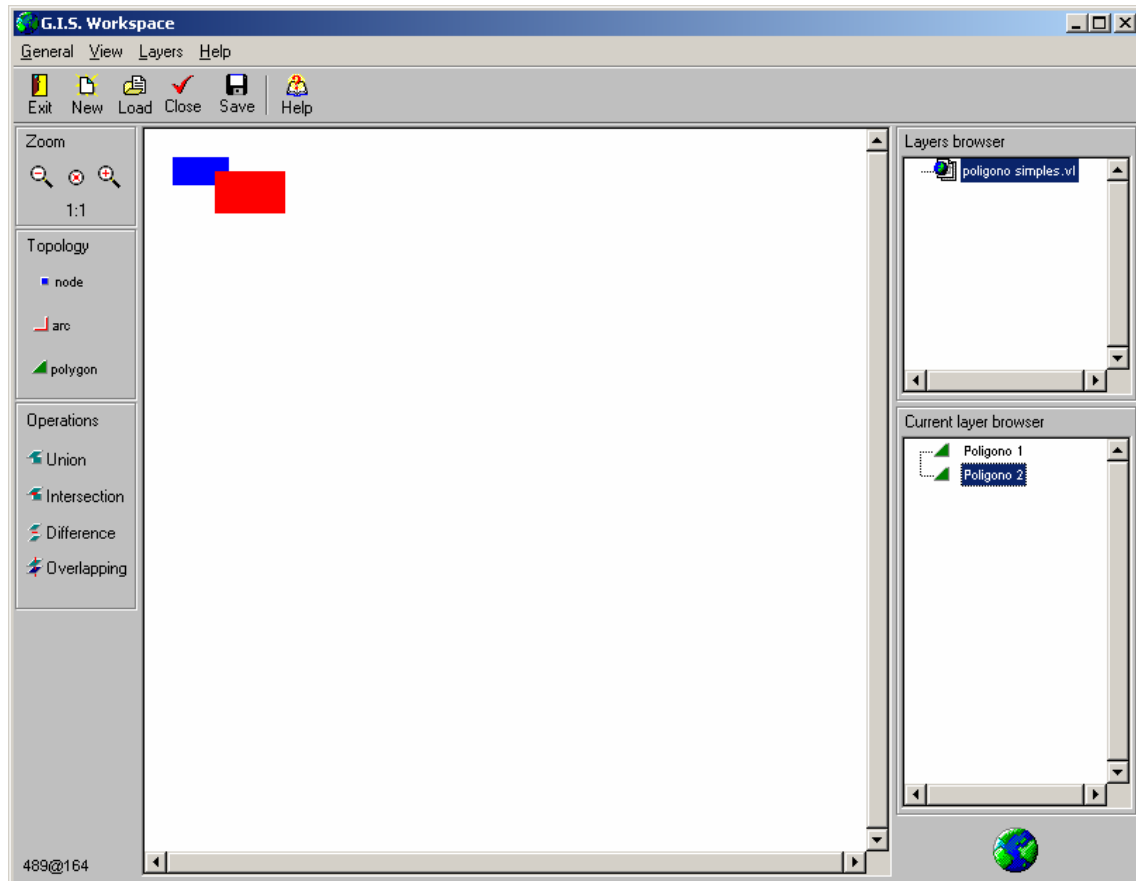 G.I.S. Workspace
General View Layers Help
Exit New Load Close Save Help
Zoom
1:1
Topology
node
arc
polygon
Operations
Union
Intersection
Difference
Overlapping
489@164
Layers browser
poligono simples.vl
Current layer browser
Poligono 1
Poligono 2